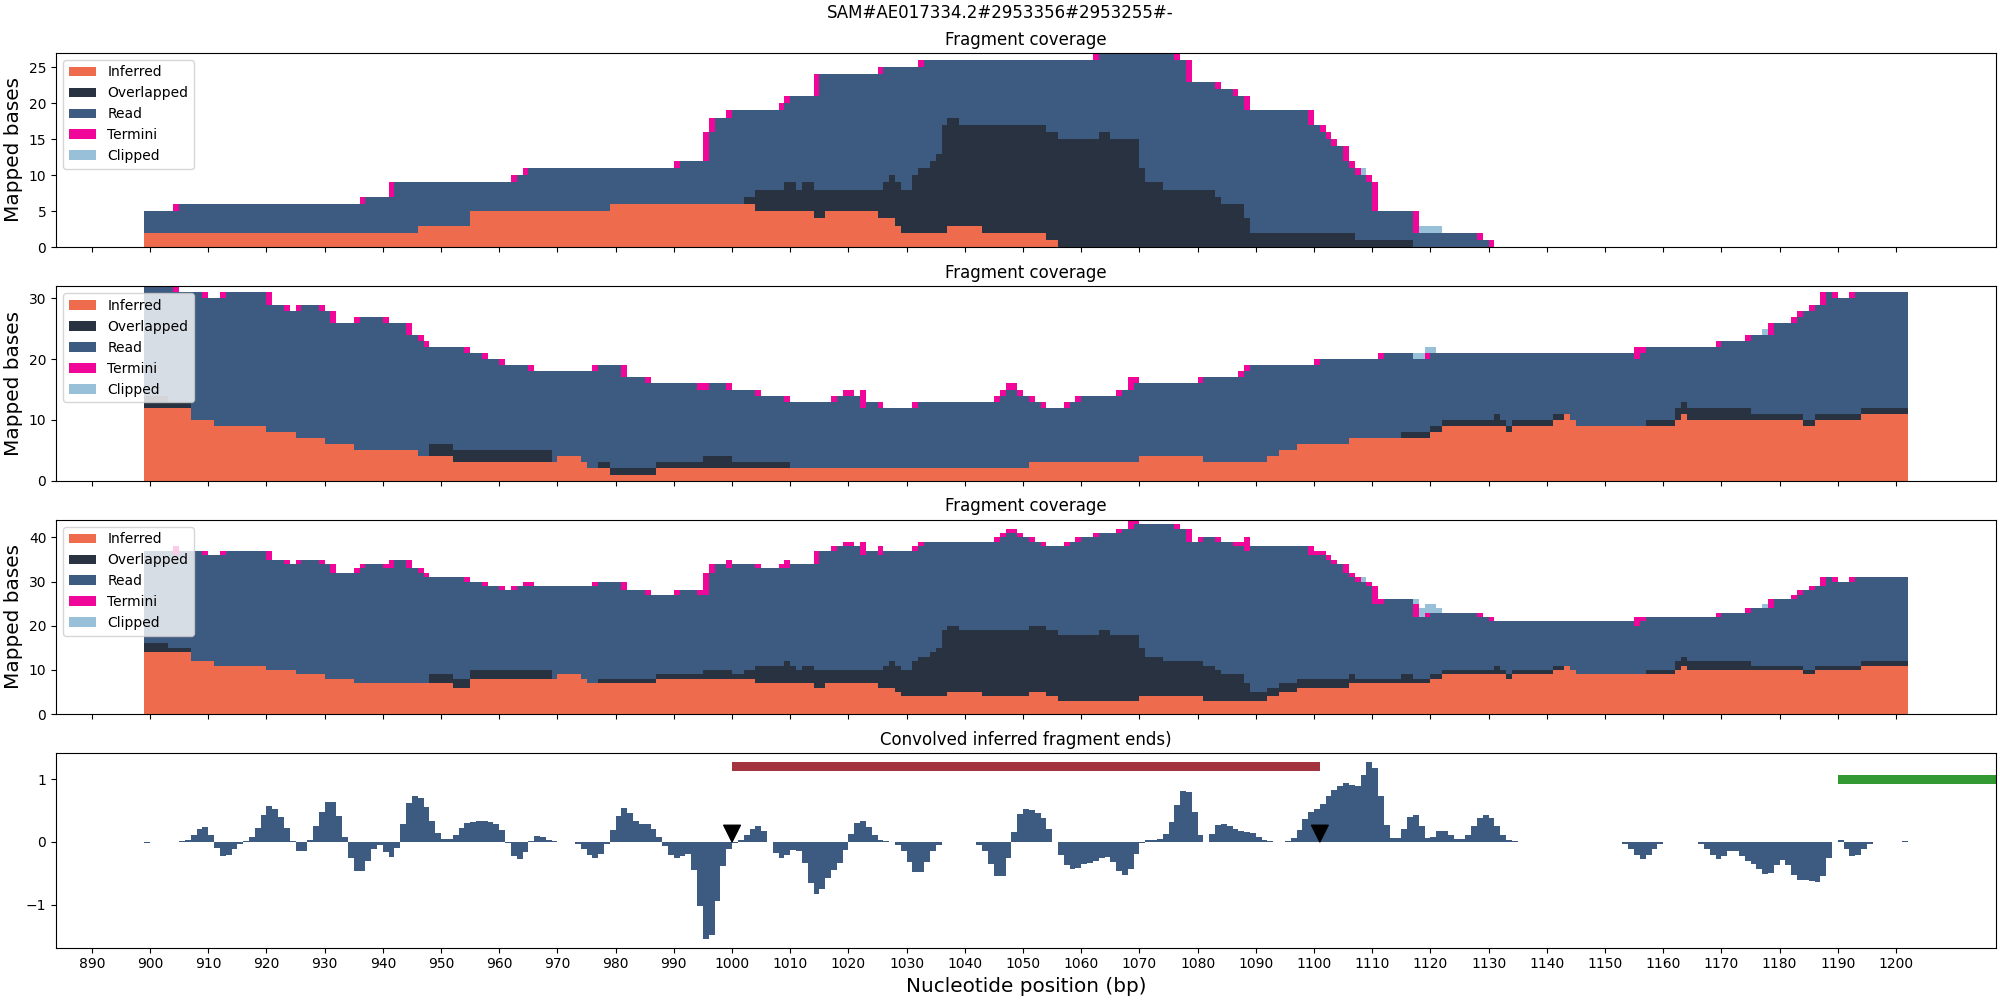 SAM#AE017334.2#2953356#2953255#-
Fragment coverage
Mapped bases
25
20
15
10
5
0
Inferred
Overlapped
Read
Termini
Clipped
Fragment coverage
Mapped bases
30
20
10
0
Inferred
Overlapped
Read
Termini
Clipped
Fragment coverage
Mapped bases
40
30
20
10
0
Inferred
Overlapped
Read
Termini
Clipped
Convolved inferred fragment ends)
1
0
−1
890 900 910 920 930 940 950 960 970 980 990 1000 1010 1020 1030 1040 1050 1060 1070 1080 1090 1100 1110 1120 1130 1140 1150 1160 1170 1180 1190 1200
Nucleotide position (bp)